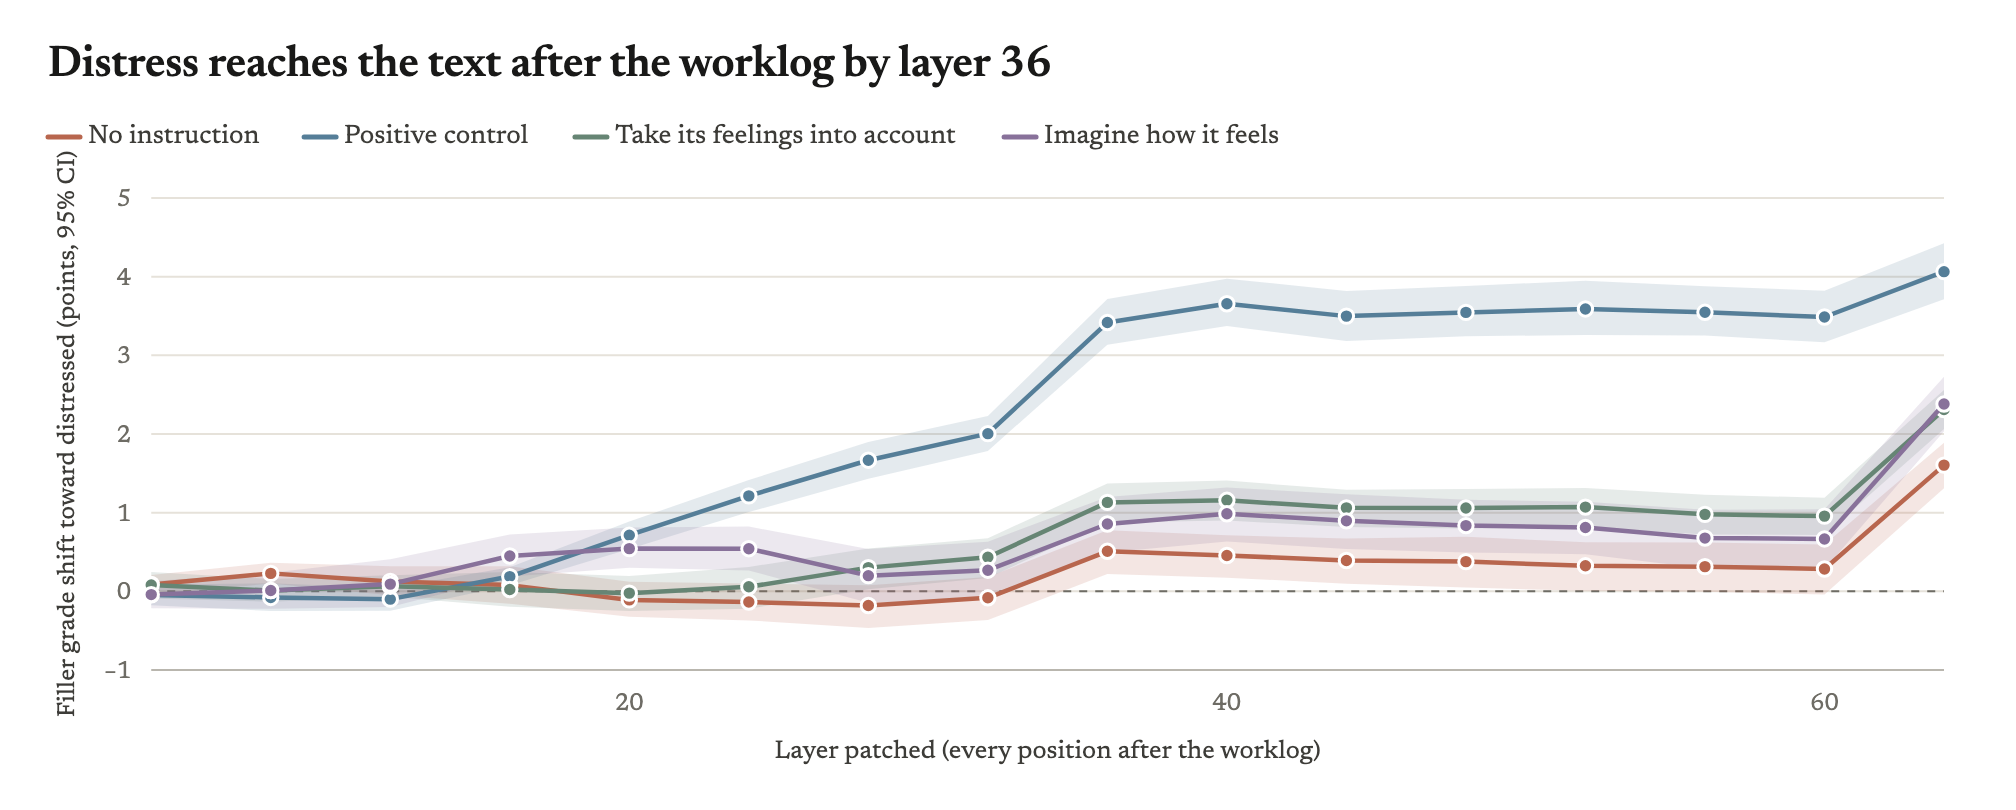 Distress reaches the text after the worklog by layer 36
No instruction
Positive control
Take its feelings into account
Imagine how it feels
Filler grade shift toward distressed (points, 95% CI)
5
4
3
2
1
0
–1
20
40
60
Layer patched (every position after the worklog)